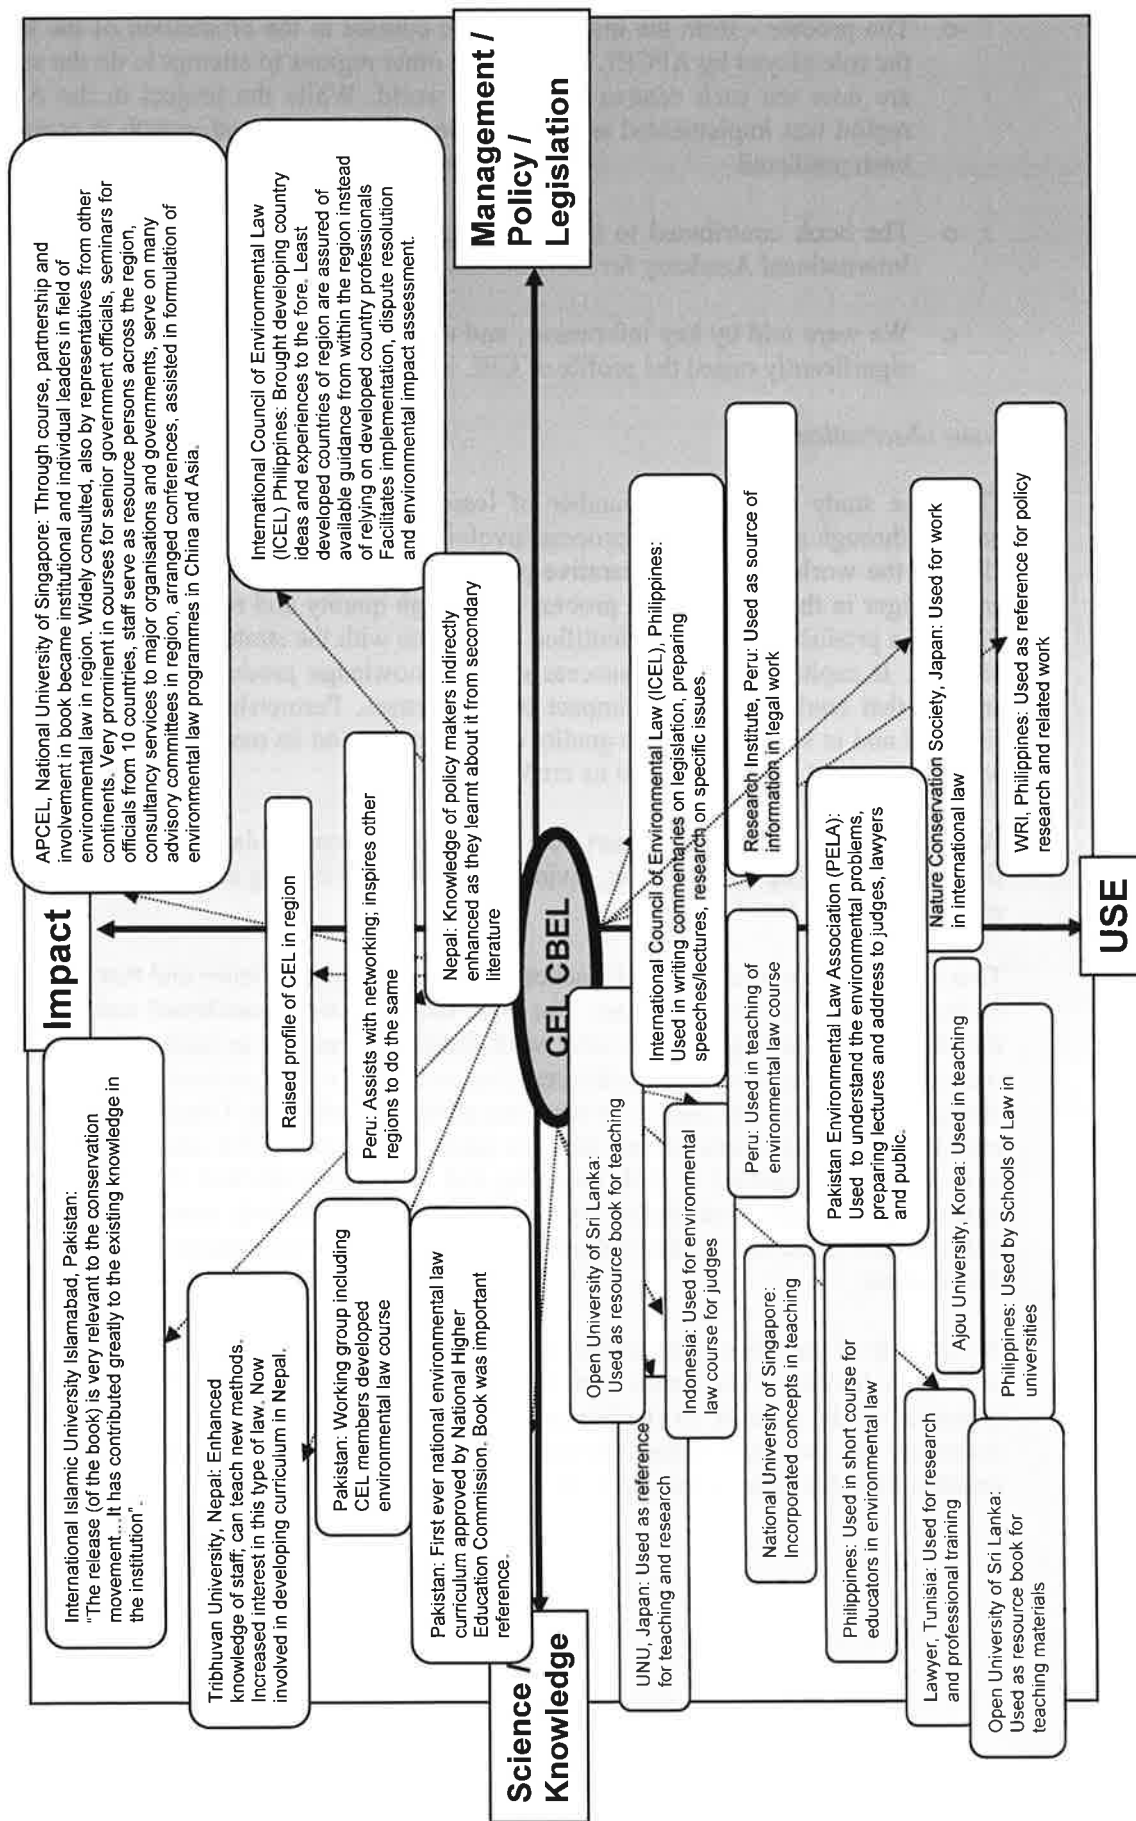 Impact
APCEL, National University of Singapore: Through course, partnership and
involvement in book became institutional and individual leaders in field of
environmental law in region. Widely consulted, also by representatives from other
continents. Very prominent in courses for senior government officials, seminars for
officials from 10 countries, staff serve as resource persons across the region,
consultancy services to major organisations and governments, serve on many
advisory committees in region, arranged conferences, assisted in formulation of
environmental law programmes in China and Asia.
International Islamic University Islamabad, Pakistan:
"The release (of the book) is very relevant to the conservation
movement...It has contributed greatly to the existing knowledge in
the institution".
Tribhuvan University, Nepal: Enhanced
knowledge of staff; can teach new methods.
Increased interest in this type of law. Now
involved in developing curriculum in Nepal.
Raised profile of CEL in region
International Council of Environmental Law
(ICEL) Philippines: Brought developing country
ideas and experiences to the fore. Least
developed countries of region are assured of
available guidance from within the region instead
of relying on developed country professionals
Facilitates implementation, dispute resolution
and environmental impact assessment.
Pakistan: Working group including
CEL members developed
environmental law course
Peru: Assists with networking; inspires other
regions to do the same
Pakistan: First ever national environmental law
curriculum approved by National Higher
Education Commission. Book was important
reference.
Nepal: Knowledge of policy makers indirectly
enhanced as they learnt about it from secondary
literature
Science /
Knowledge
CEL CBEL
Management /
Policy /
Legislation
Open University of Sri Lanka:
Used as resource book for teaching
International Council of Environmental Law (ICEL), Philippines:
Used in writing commentaries on legislation, preparing
speeches/lectures, research on specific issues.
UNU, Japan: Used as reference
for teaching and research
Indonesia: Used for environmental
law course for judges
Peru: Used in teaching of
environmental law course
Research Institute, Peru: Used as source of
information in legal work
National University of Singapore:
Incorporated concepts in teaching
Pakistan Environmental Law Association (PELA):
Used to understand the environmental problems,
preparing lectures and address to judges, lawyers
and public.
Philippines: Used in short course for
educators in environmental law
Nature Conservation Society, Japan: Used for work
in international law
Lawyer, Tunisia: Used for research
and professional training
Ajou University, Korea: Used in teaching
Open University of Sri Lanka:
Used as resource book for
teaching materials
Philippines: Used by Schools of Law in
universities
WRI, Philippines: Used as reference for policy
research and related work
USE